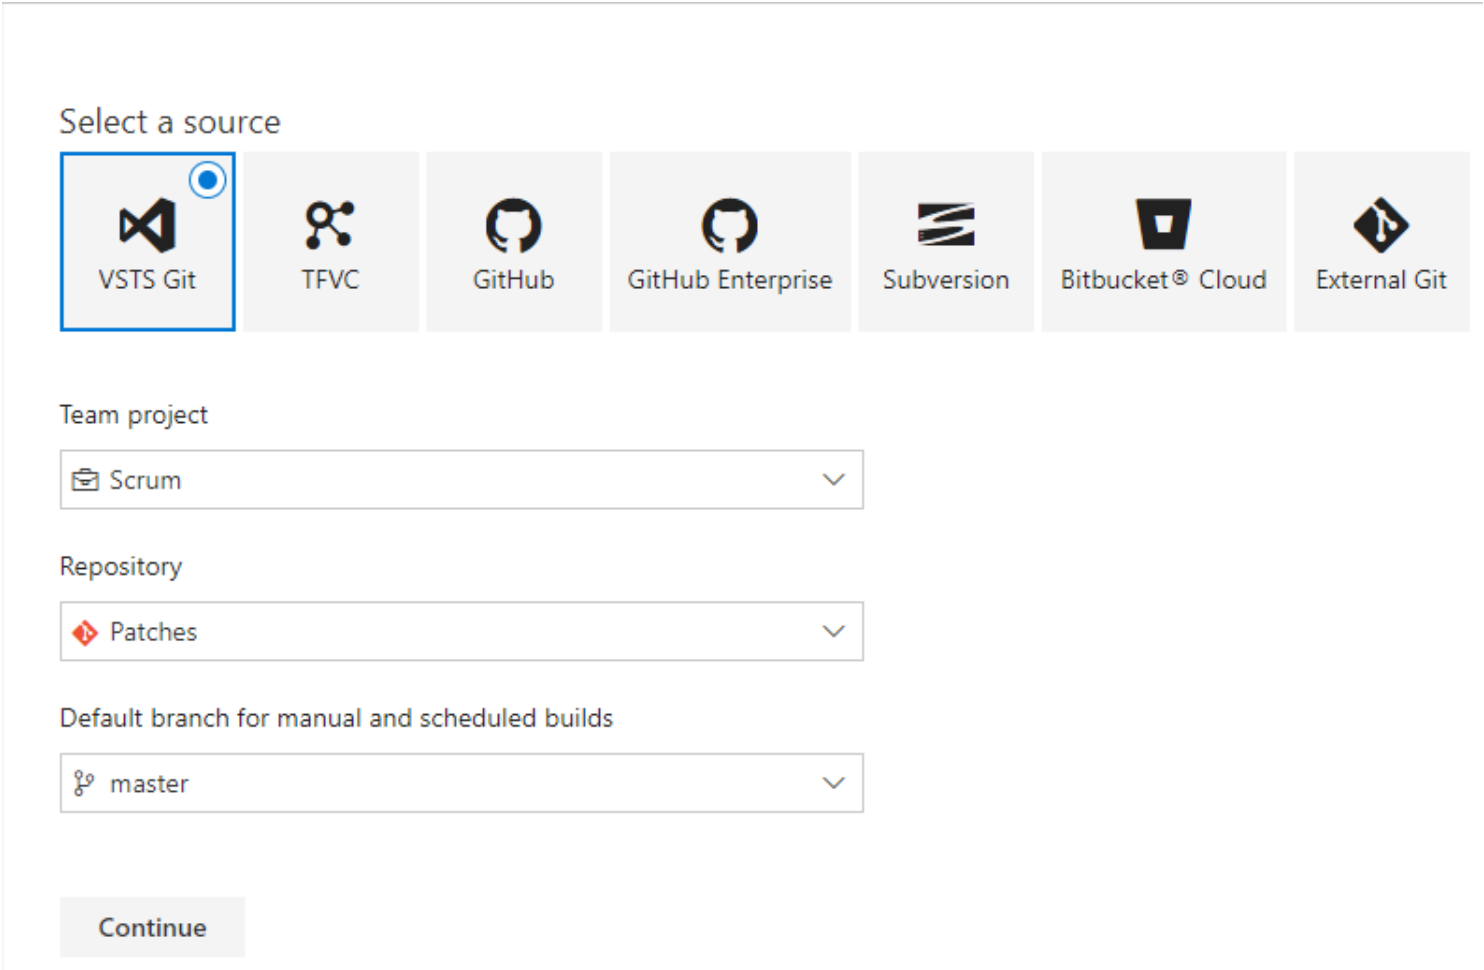 Select a source
VSTS Git
TFVC
GitHub
GitHub Enterprise
Subversion
Bitbucket® Cloud
External Git
Team project
Scrum
Repository
Patches
Default branch for manual and scheduled builds
master
Continue